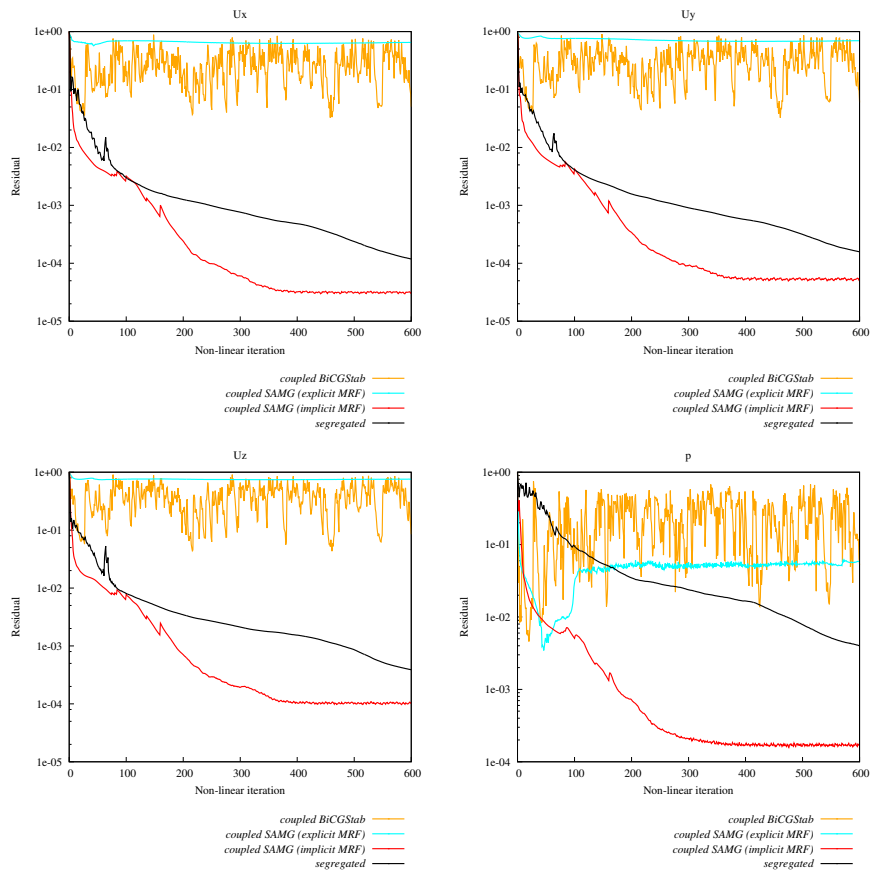 Ux
1e+00
1e-01
1e-02
1e-03
1e-04
1e-05
Residual
0 100 200 300 400 500 600
Non-linear iteration
coupled BiCGStab
coupled SAMG (explicit MRF)
coupled SAMG (implicit MRF)
segregated
Uy
1e+00
1e-01
1e-02
1e-03
1e-04
1e-05
Residual
0 100 200 300 400 500 600
Non-linear iteration
coupled BiCGStab
coupled SAMG (explicit MRF)
coupled SAMG (implicit MRF)
segregated
Uz
1e+00
1e-01
1e-02
1e-03
1e-04
1e-05
Residual
0 100 200 300 400 500 600
Non-linear iteration
coupled BiCGStab
coupled SAMG (explicit MRF)
coupled SAMG (implicit MRF)
segregated
p
1e+00
1e-01
1e-02
1e-03
1e-04
Residual
0 100 200 300 400 500 600
Non-linear iteration
coupled BiCGStab
coupled SAMG (explicit MRF)
coupled SAMG (implicit MRF)
segregated